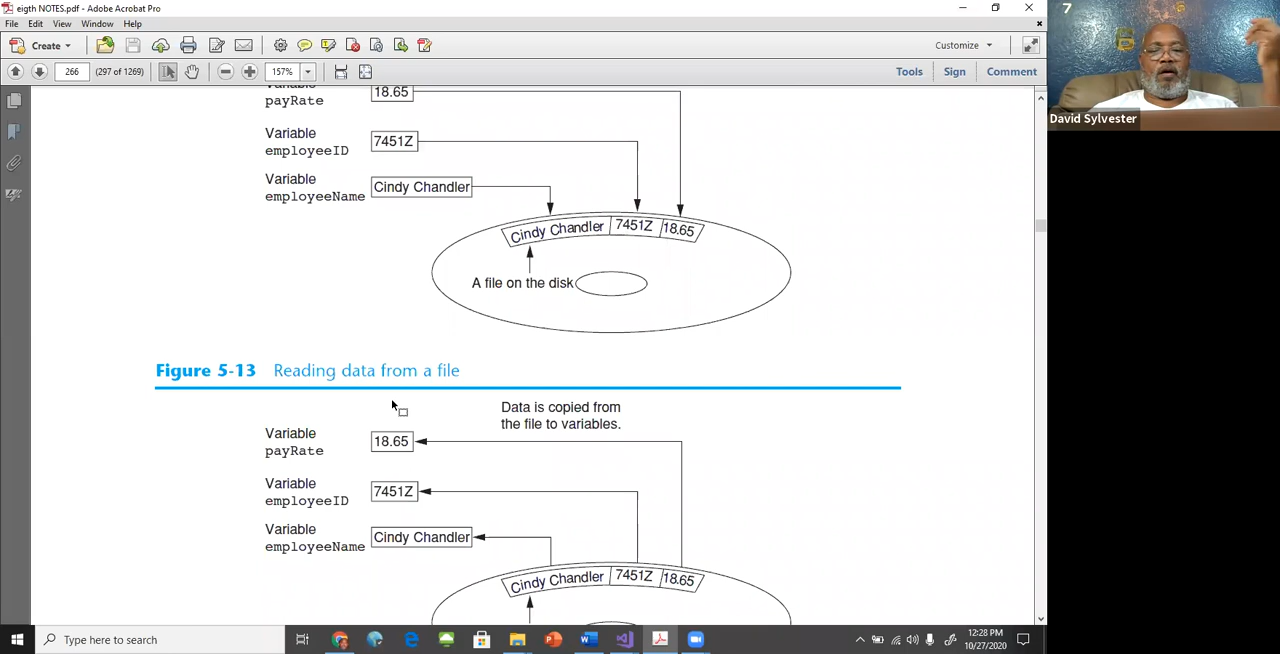 eigth NOTES.pdf - Adobe Acrobat Pro
File Edit View Window Help
Create
Customize
266 (297 of 1269)
157%
Tools Sign Comment
7
David Sylvester
Variable
payRate
18.65
Variable
employeeID
7451Z
Variable
employeeName
Cindy Chandler
Cindy Chandler 7451Z 18.65
A file on the disk
Figure 5-13 Reading data from a file
Data is copied from
the file to variables.
Variable
payRate
18.65
Variable
employeeID
7451Z
Variable
employeeName
Cindy Chandler
Cindy Chandler 7451Z 18.65
Type here to search
12:28 PM
10/27/2020